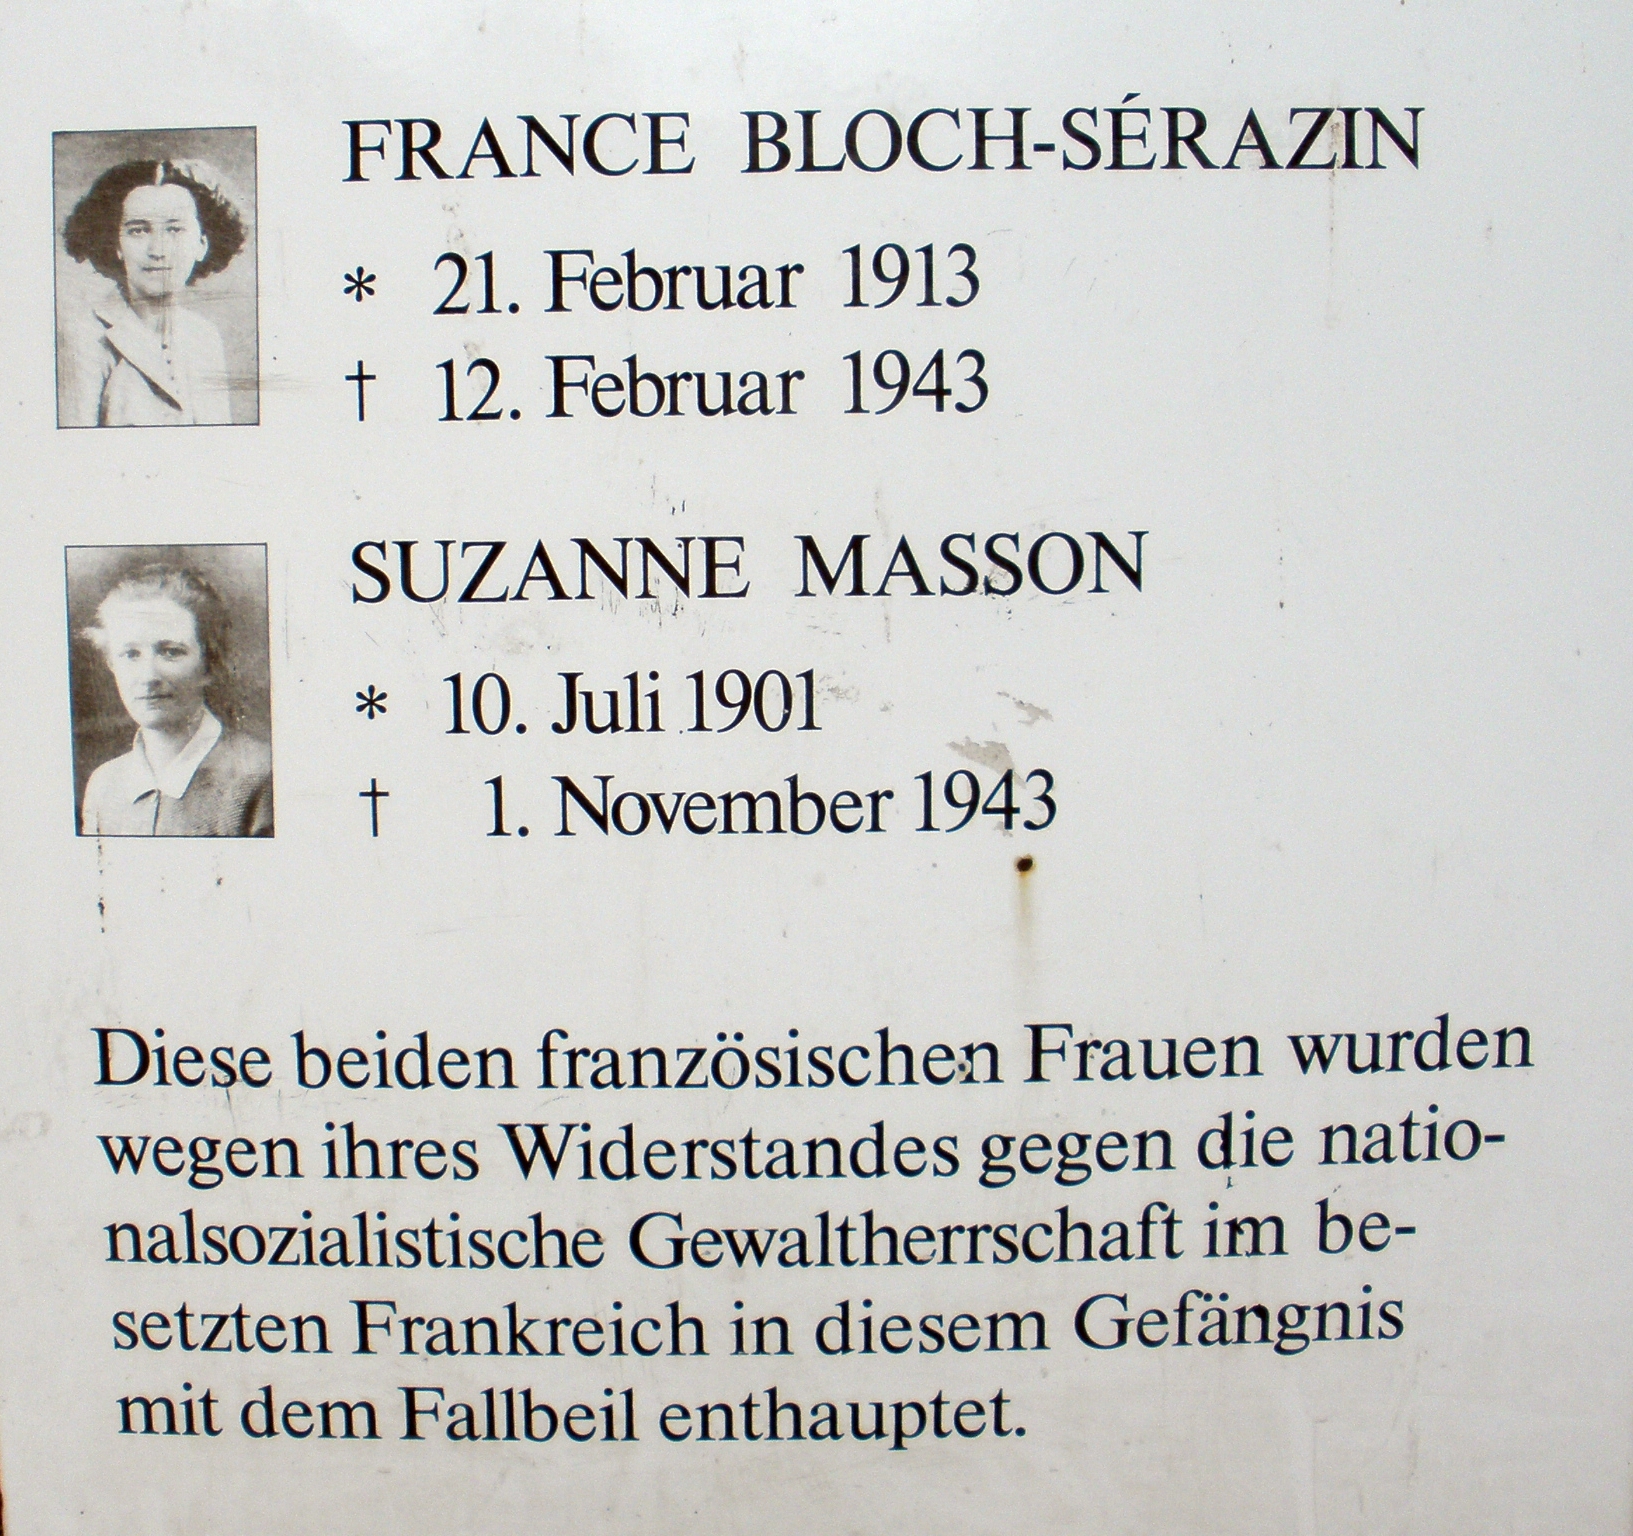 FRANCE BLOCH-SÉRAZIN
* 21. Februar 1913
† 12. Februar 1943
SUZANNE MASSON
* 10. Juli 1901
† 1. November 1943
Diese beiden französischen Frauen wurden
wegen ihres Widerstandes gegen die natio-
nalsozialistische Gewaltherrschaft im be-
setzten Frankreich in diesem Gefängnis
mit dem Fallbeil enthauptet.